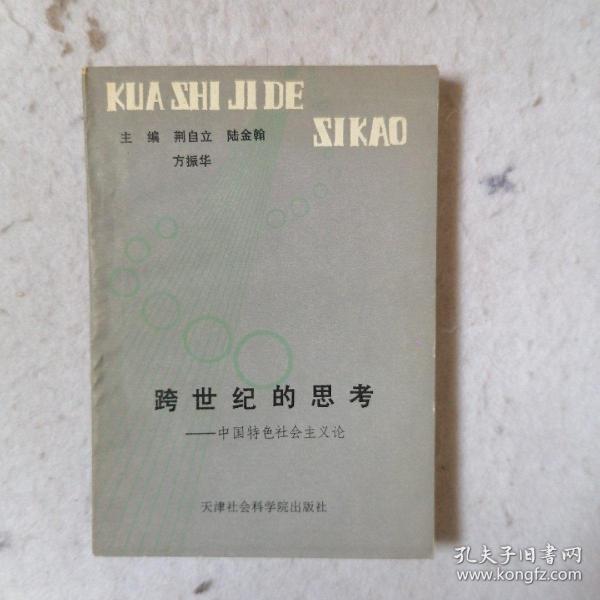 KUA SHI JI DE
SI KAO
主 编 荆自立 陆金翰
方振华
跨世纪的思考
——中国特色社会主义论
天津社会科学院出版社
孔夫子旧书网
www.kongfz.com